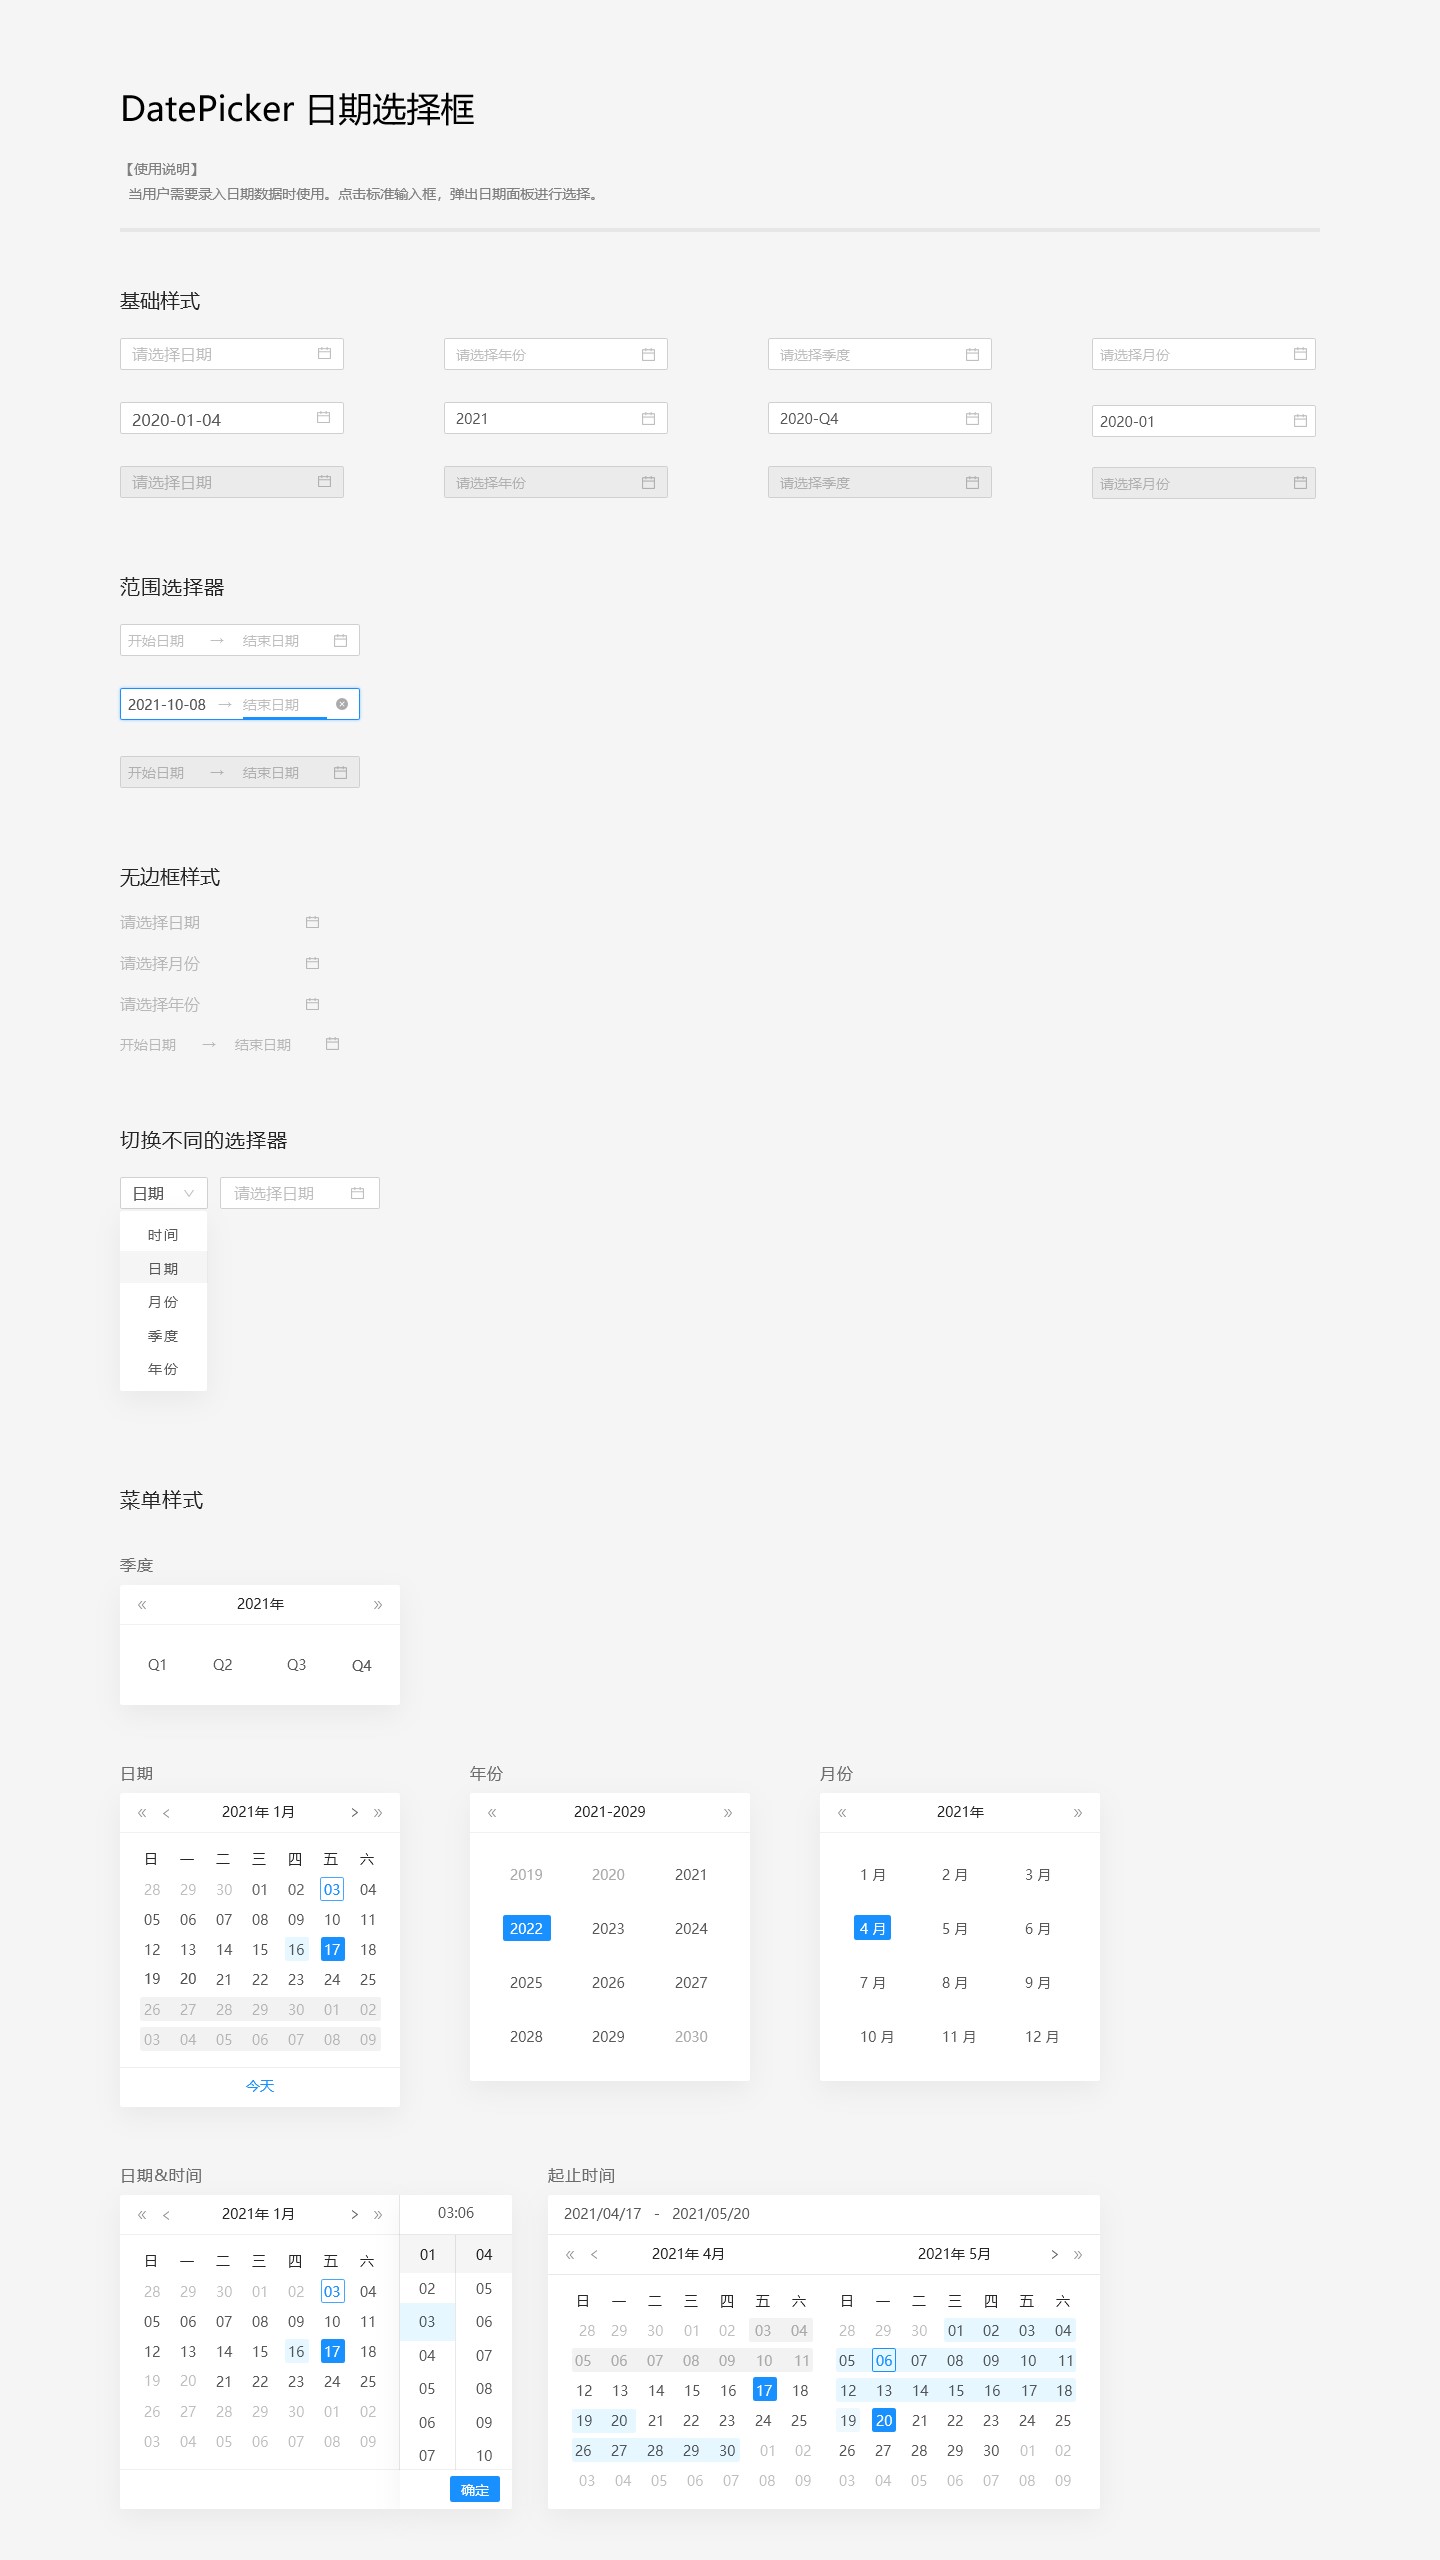 DatePicker 日期选择框
【使用说明】
当用户需要录入日期数据时使用。点击标准输入框，弹出日期面板进行选择。
基础样式
请选择日期 请选择年份 请选择季度 请选择月份
2020-01-04 2021 2020-Q4 2020-01
请选择日期 请选择年份 请选择季度 请选择月份
范围选择器
开始日期 → 结束日期
2021-10-08 → 结束日期
开始日期 → 结束日期
无边框样式
请选择日期
请选择月份
请选择年份
开始日期 → 结束日期
切换不同的选择器
日期 请选择日期
时间
日期
月份
季度
年份
菜单样式
季度
« 2021年 »
Q1 Q2 Q3 Q4
日期
« < 2021年 1月 > »
日 一 二 三 四 五 六
28 29 30 01 02 03 04
05 06 07 08 09 10 11
12 13 14 15 16 17 18
19 20 21 22 23 24 25
26 27 28 29 30 01 02
03 04 05 06 07 08 09
今天
年份
« 2021-2029 »
2019 2020 2021
2022 2023 2024
2025 2026 2027
2028 2029 2030
月份
« 2021年 »
1 月 2 月 3 月
4 月 5 月 6 月
7 月 8 月 9 月
10 月 11 月 12 月
日期&时间
« < 2021年 1月 > »
日 一 二 三 四 五 六
28 29 30 01 02 03 04
05 06 07 08 09 10 11
12 13 14 15 16 17 18
19 20 21 22 23 24 25
26 27 28 29 30 01 02
03 04 05 06 07 08 09
03:06
01 04
02 05
03 06
04 07
05 08
06 09
07 10
确定
起止时间
2021/04/17 - 2021/05/20
« < 2021年 4月 2021年 5月 > »
日 一 二 三 四 五 六 日 一 二 三 四 五 六
28 29 30 01 02 03 04 28 29 30 01 02 03 04
05 06 07 08 09 10 11 05 06 07 08 09 10 11
12 13 14 15 16 17 18 12 13 14 15 16 17 18
19 20 21 22 23 24 25 19 20 21 22 23 24 25
26 27 28 29 30 01 02 26 27 28 29 30 01 02
03 04 05 06 07 08 09 03 04 05 06 07 08 09